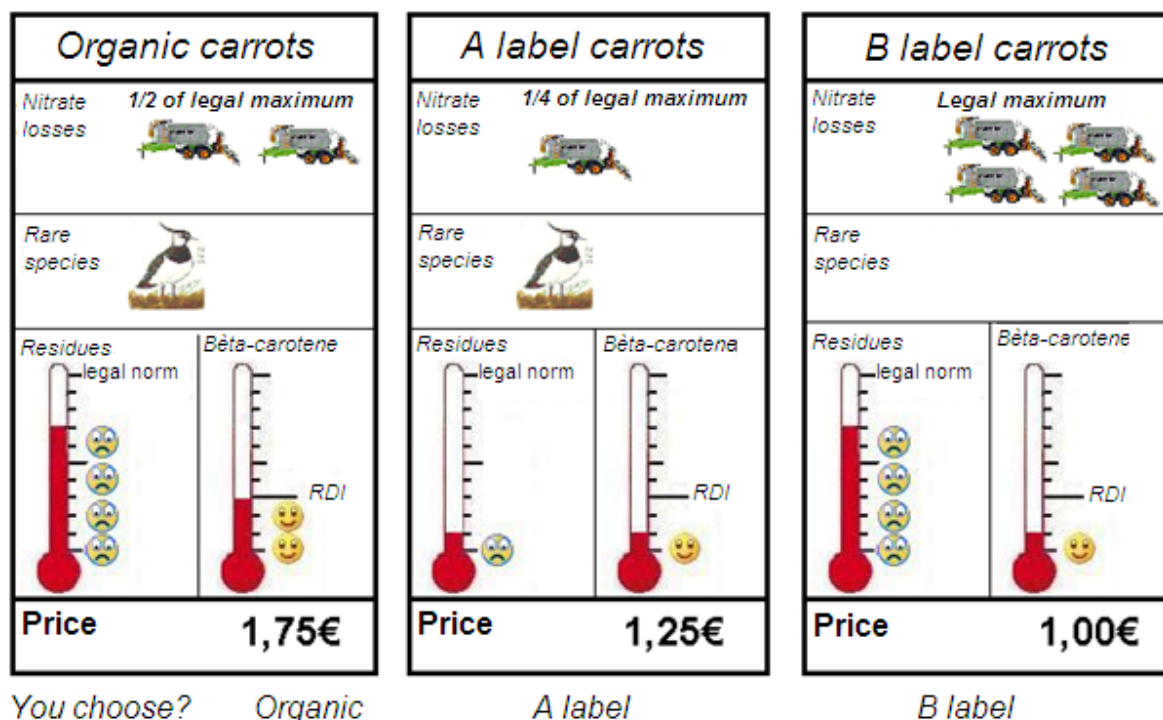 Organic carrots
Nitrate losses
1/2 of legal maximum
Rare species
Residues
legal norm
Bèta-carotene
RDI
Price 1,75€
A label carrots
Nitrate losses
1/4 of legal maximum
Rare species
Residues
legal norm
Bèta-carotene
RDI
Price 1,25€
B label carrots
Nitrate losses
Legal maximum
Rare species
Residues
legal norm
Bèta-carotene
RDI
Price 1,00€
You choose? Organic A label B label